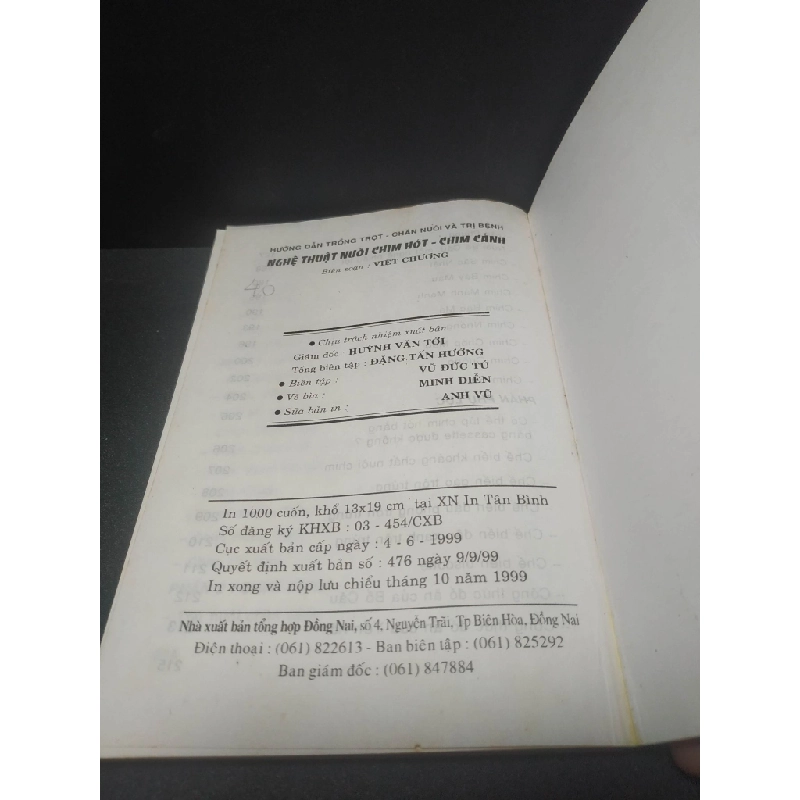 HƯỚNG DẪN TRỒNG TRỌT - CHĂN NUÔI VÀ TRỊ BỆNH
NGHỆ THUẬT NUÔI CHIM HÓT - CHIM CẢNH
Biên soạn : VIỆT CHƯƠNG
40
• Chịu trách nhiệm xuất bản
Giám đốc : HUỲNH VĂN TỚI
Tổng biên tập : ĐẶNG TẤN HƯỚNG
• Biên tập : VŨ ĐỨC TÚ
• Vẽ bìa : MINH DIỄN
• Sửa bản in : ANH VŨ
In 1000 cuốn, khổ 13x19 cm tại XN In Tân Bình
Số đăng ký KHXB : 03 - 454/CXB
Cục xuất bản cấp ngày : 4 - 6 - 1999
Quyết định xuất bản số : 476 ngày 9/9/99
In xong và nộp lưu chiểu tháng 10 năm 1999
Nhà xuất bản tổng hợp Đồng Nai, số 4, Nguyễn Trãi, Tp Biên Hòa, Đồng Nai
Điện thoại : (061) 822613 - Ban biên tập : (061) 825292
Ban giám đốc : (061) 847884